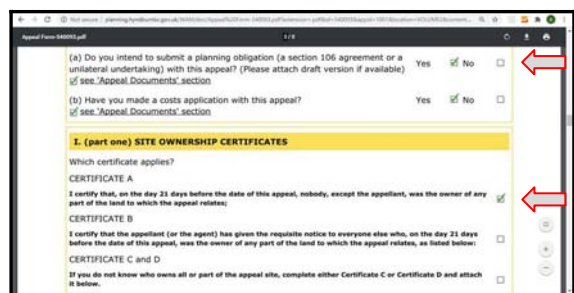 Not secure
Appeal Form 540093.pdf
1 / 8
(a) Do you intend to submit a planning obligation (a section 106 agreement or a Yes No
unilateral undertaking) with this appeal? (Please attach draft version if available)
see 'Appeal Documents' section
(b) Have you made a costs application with this appeal? Yes No
see 'Appeal Documents' section
I. (part one) SITE OWNERSHIP CERTIFICATES
Which certificate applies?
CERTIFICATE A
I certify that, on the day 21 days before the date of this appeal, nobody, except the appellant, was the owner of any
part of the land to which the appeal relates;
CERTIFICATE B
I certify that the appellant (or the agent) has given the requisite notice to everyone else who, on the day 21 days
before the date of this appeal, was the owner of any part of the land to which the appeal relates, as listed below:
CERTIFICATE C and D
If you do not know who owns all or part of the appeal site, complete either Certificate C or Certificate D and attach
it below.